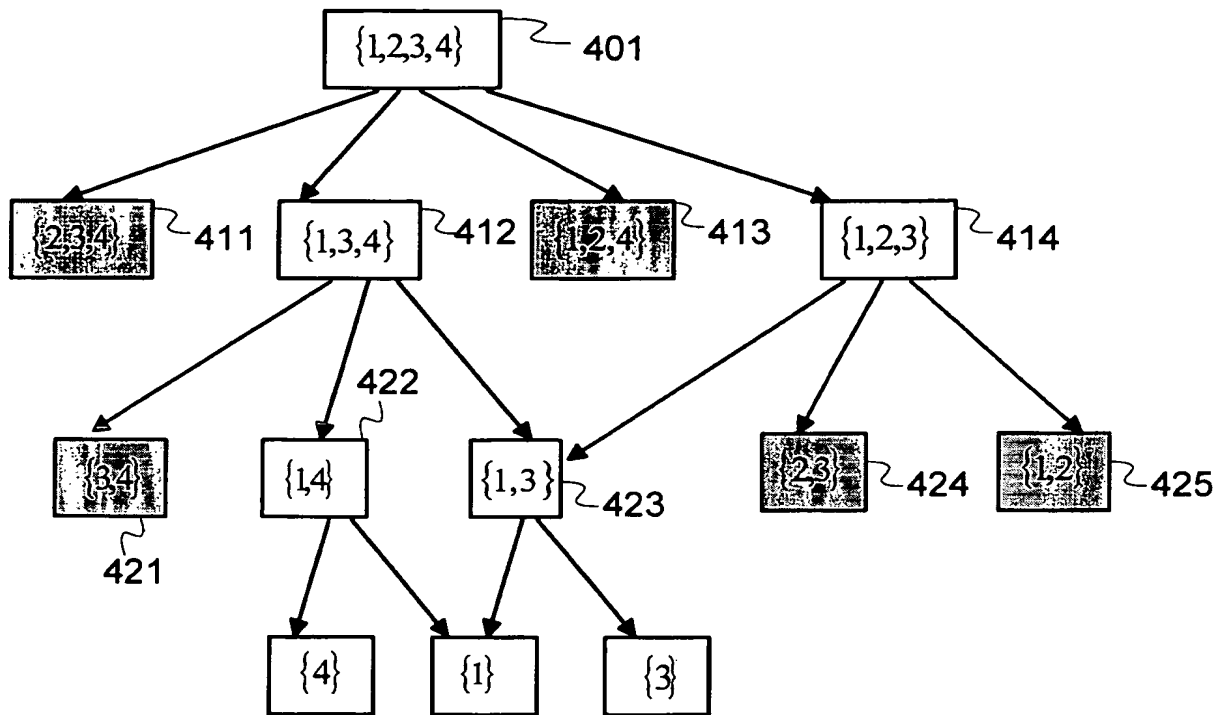 {1,2,3,4} 401
{2,3,4} 411 {1,3,4} 412 {1,2,4} 413 {1,2,3} 414
422
{3,4} {1,4} {1,3} {2,3} {1,2}
423 424 425
421
{4} {1} {3}